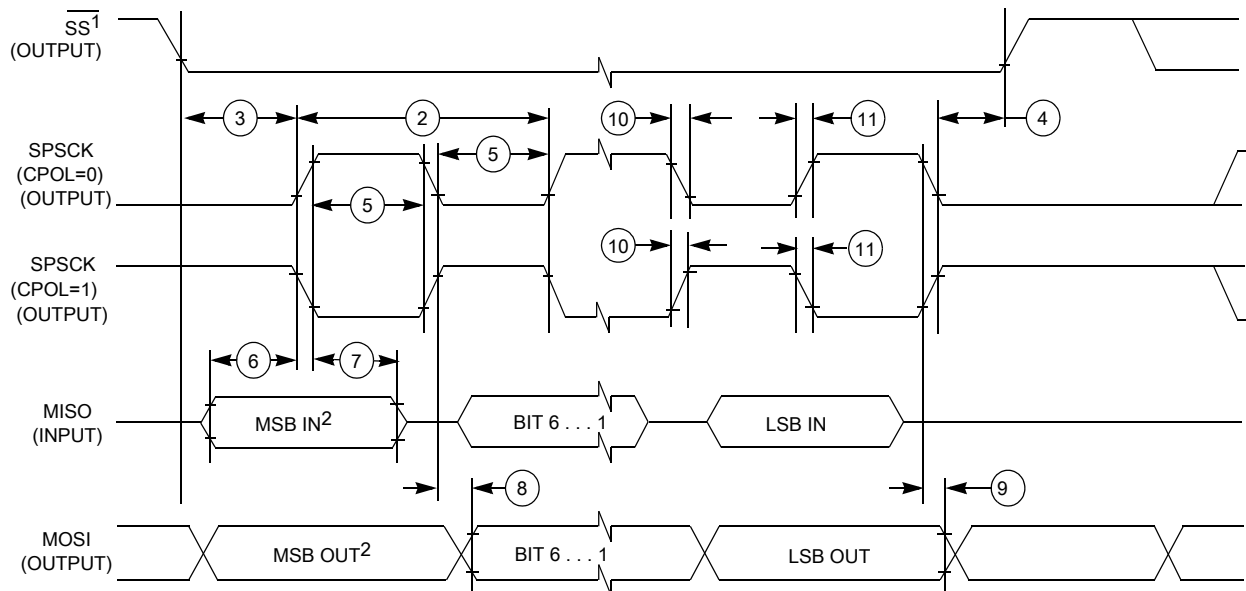 SS1
(OUTPUT)
3
2
10
11
4
SPSCK
(CPOL=0)
(OUTPUT)
5
5
SPSCK
(CPOL=1)
(OUTPUT)
10
11
6
7
MISO
(INPUT)
MSB IN2
BIT 6 . . . 1
LSB IN
8
9
MOSI
(OUTPUT)
MSB OUT2
BIT 6 . . . 1
LSB OUT